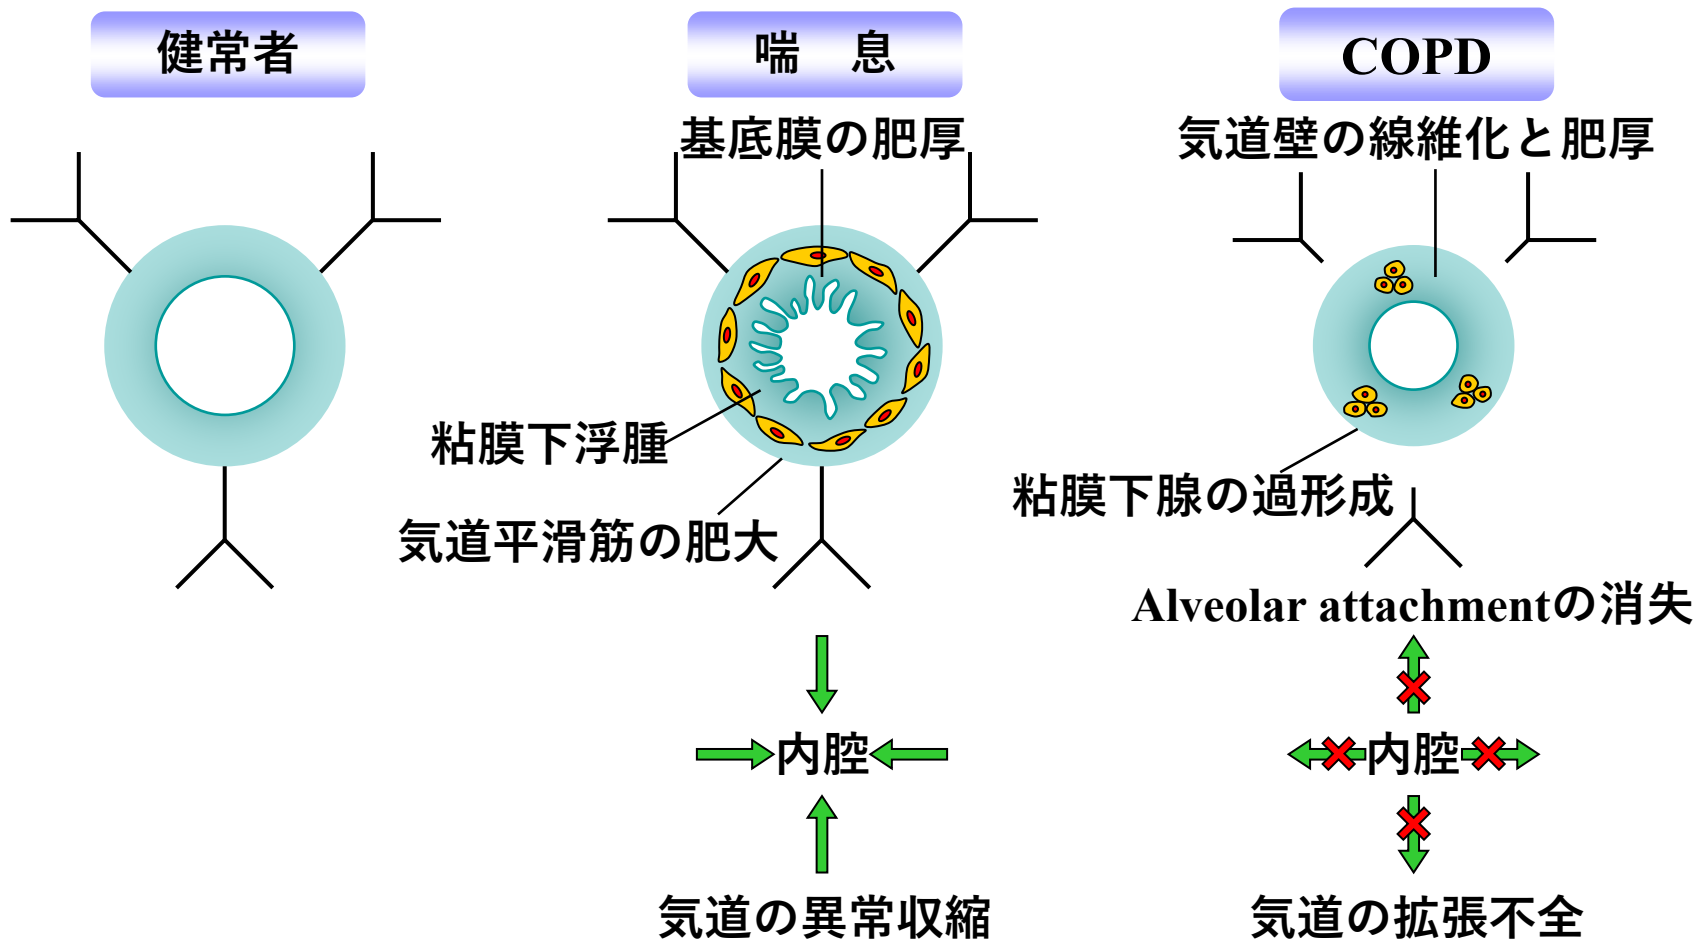 健常者
喘　息
COPD
基底膜の肥厚
気道壁の線維化と肥厚
粘膜下浮腫
気道平滑筋の肥大
粘膜下腺の過形成
Alveolar attachmentの消失
内腔
内腔
気道の異常収縮
気道の拡張不全